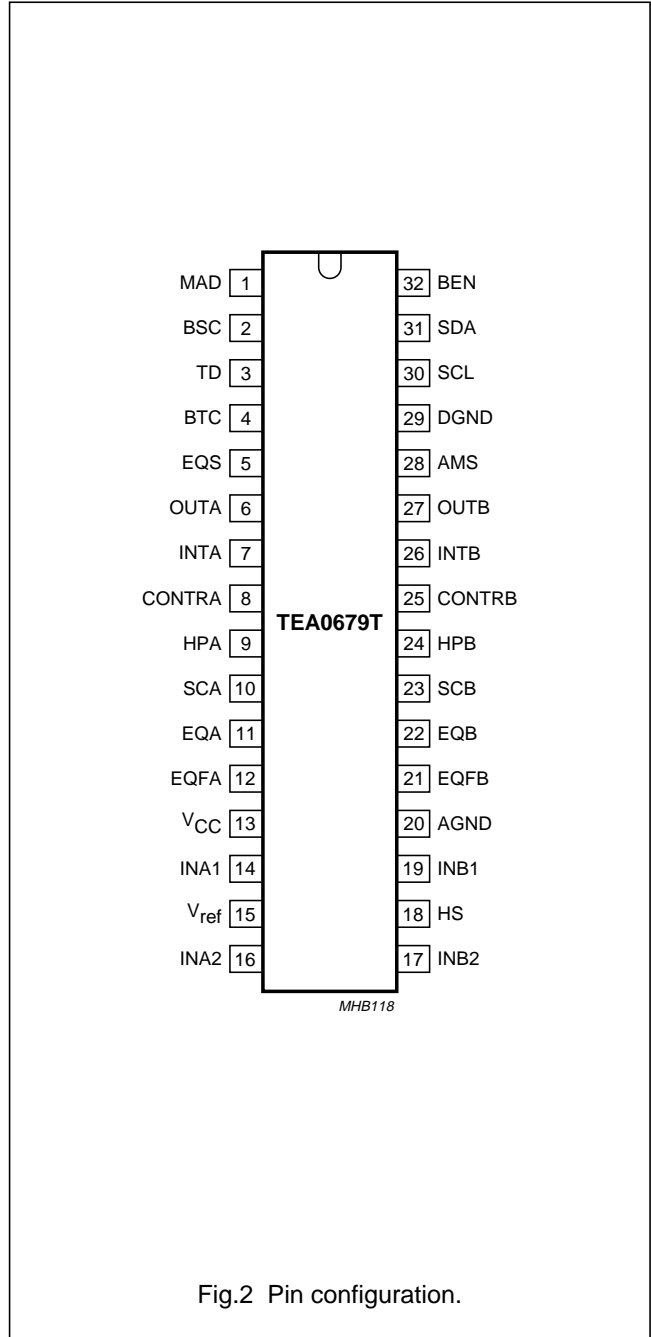 MAD 1 32 BEN
BSC 2 31 SDA
TD 3 30 SCL
BTC 4 29 DGND
EQS 5 28 AMS
OUTA 6 27 OUTB
INTA 7 26 INTB
CONTRA 8 25 CONTRB
TEA0679T
HPA 9 24 HPB
SCA 10 23 SCB
EQA 11 22 EQB
EQFA 12 21 EQFB
VCC 13 20 AGND
INA1 14 19 INB1
Vref 15 18 HS
INA2 16 17 INB2
MHB118
Fig.2 Pin configuration.